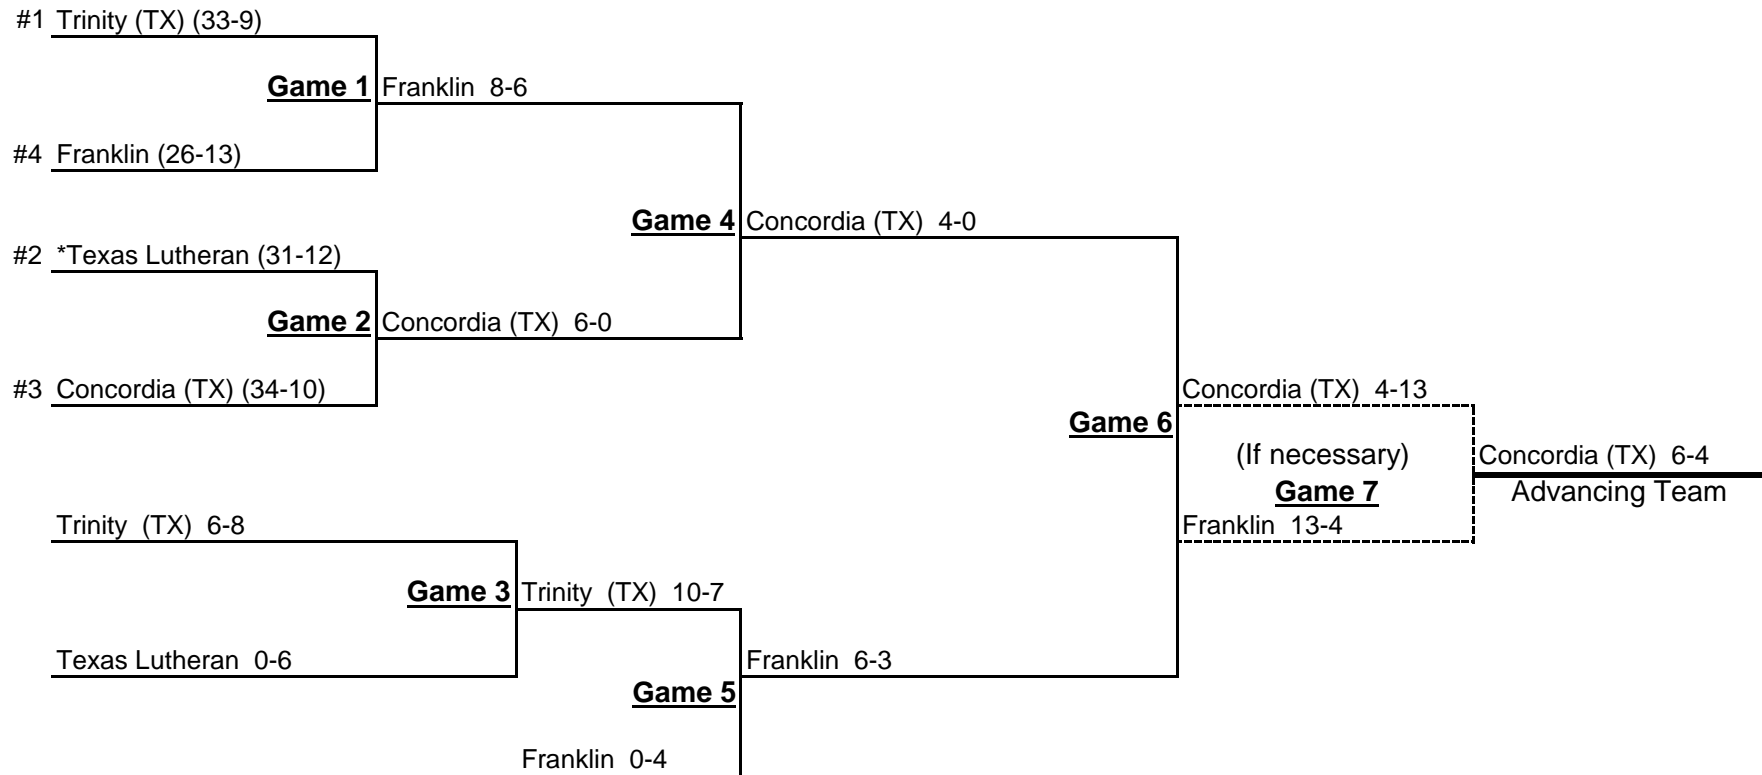 #1 Trinity (TX) (33-9)
Game 1 Franklin 8-6
#4 Franklin (26-13)
Game 4 Concordia (TX) 4-0
#2 *Texas Lutheran (31-12)
Game 2 Concordia (TX) 6-0
#3 Concordia (TX) (34-10)
Concordia (TX) 4-13
Game 6
(If necessary)
Game 7
Concordia (TX) 6-4
Advancing Team
Franklin 13-4
Trinity (TX) 6-8
Game 3 Trinity (TX) 10-7
Texas Lutheran 0-6
Franklin 6-3
Game 5
Franklin 0-4